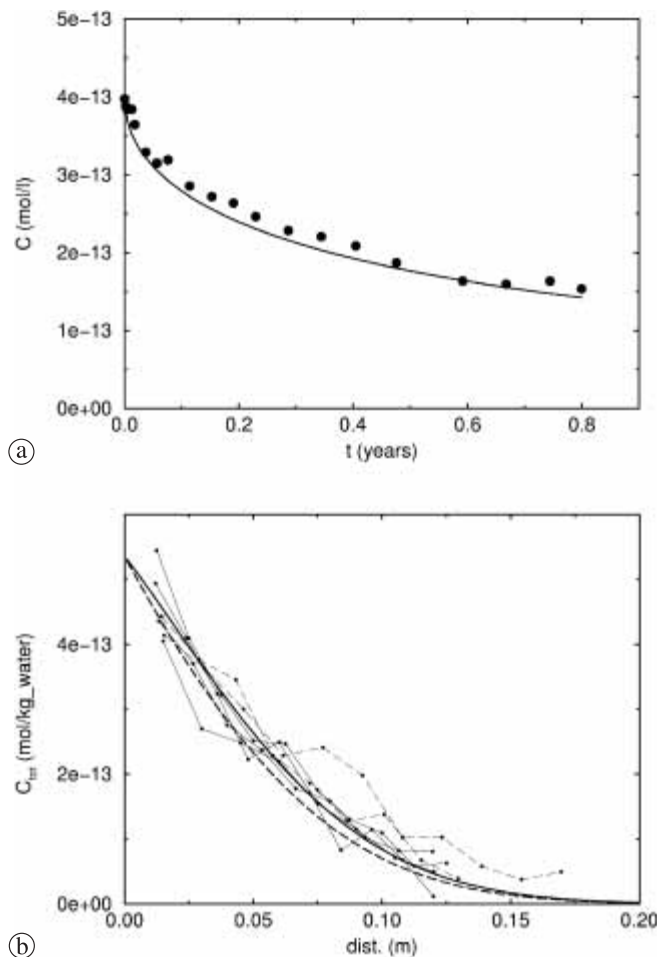 5e−13
4e−13
3e−13
2e−13
1e−13
0e+00
C (mol/l)
0.0 0.2 0.4 0.6 0.8
t (years)
a
4e−13
2e−13
0e+00
C_tot (mol/kg_water)
0.00 0.05 0.10 0.15 0.20
dist. (m)
b